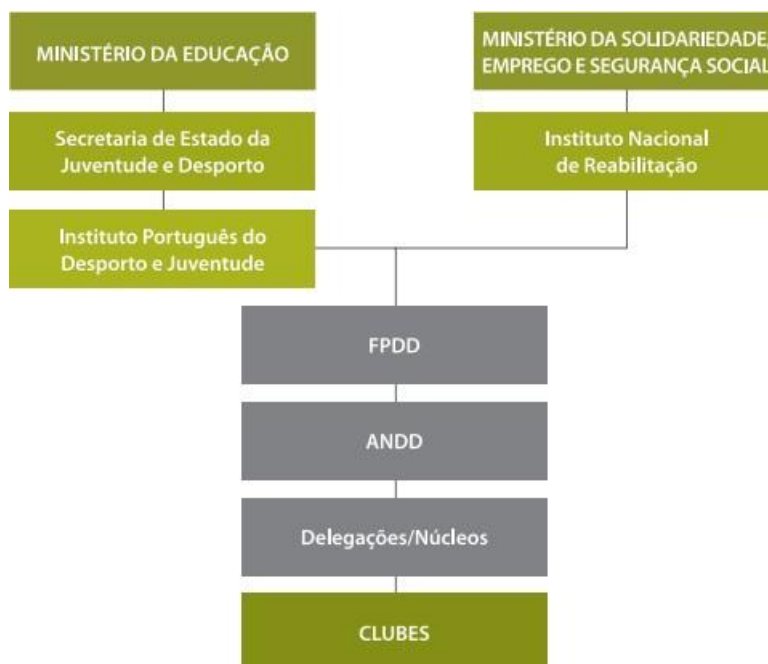 MINISTÉRIO DA EDUCAÇÃO
MINISTÉRIO DA SOLIDARIEDADE,
EMPREGO E SEGURANÇA SOCIAL
Secretaria de Estado da
Juventude e Desporto
Instituto Nacional
de Reabilitação
Instituto Português do
Desporto e Juventude
FPDD
ANDD
Delegações/Núcleos
CLUBES